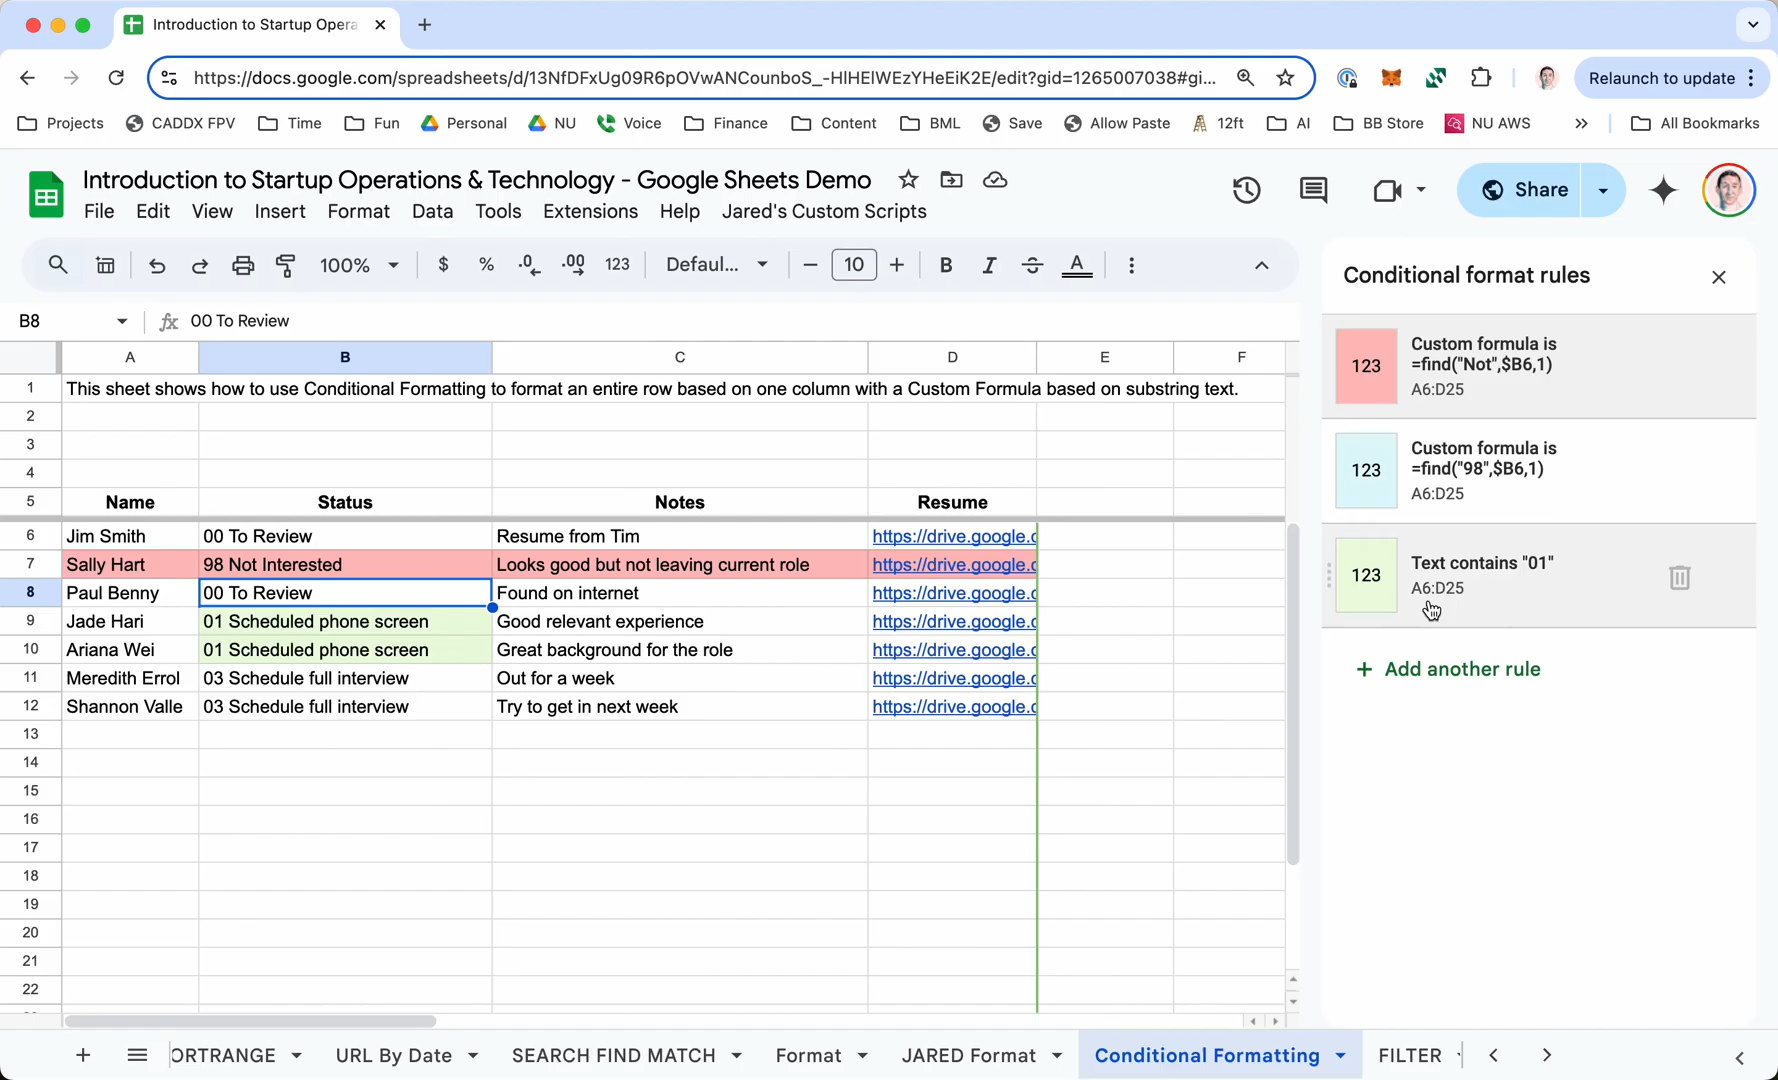 Introduction to Startup Opera
https://docs.google.com/spreadsheets/d/13NfDFxUg09R6pOVwANCounboS_-HlHElWEzYHeEiK2E/edit?gid=1265007038#gi...
Relaunch to update
Projects CADDX FPV Time Fun Personal NU Voice Finance Content BML Save Allow Paste 12ft AI BB Store NU AWS » All Bookmarks
Introduction to Startup Operations & Technology - Google Sheets Demo
File Edit View Insert Format Data Tools Extensions Help Jared's Custom Scripts
Share
100% $ % .0 .00 123 Defaul... − 10 + B I S A
Conditional format rules
B8 fx 00 To Review
A B C D E F
1 This sheet shows how to use Conditional Formatting to format an entire row based on one column with a Custom Formula based on substring text.
2
3
4
5 Name Status Notes Resume
6 Jim Smith 00 To Review Resume from Tim https://drive.google.c
7 Sally Hart 98 Not Interested Looks good but not leaving current role https://drive.google.c
8 Paul Benny 00 To Review Found on internet https://drive.google.c
9 Jade Hari 01 Scheduled phone screen Good relevant experience https://drive.google.c
10 Ariana Wei 01 Scheduled phone screen Great background for the role https://drive.google.c
11 Meredith Errol 03 Schedule full interview Out for a week https://drive.google.c
12 Shannon Valle 03 Schedule full interview Try to get in next week https://drive.google.c
13
14
15
16
17
18
19
20
21
22
123
Custom formula is
=find("Not",$B6,1)
A6:D25
123
Custom formula is
=find("98",$B6,1)
A6:D25
123
Text contains "01"
A6:D25
+ Add another rule
ORTRANGE URL By Date SEARCH FIND MATCH Format JARED Format Conditional Formatting FILTER